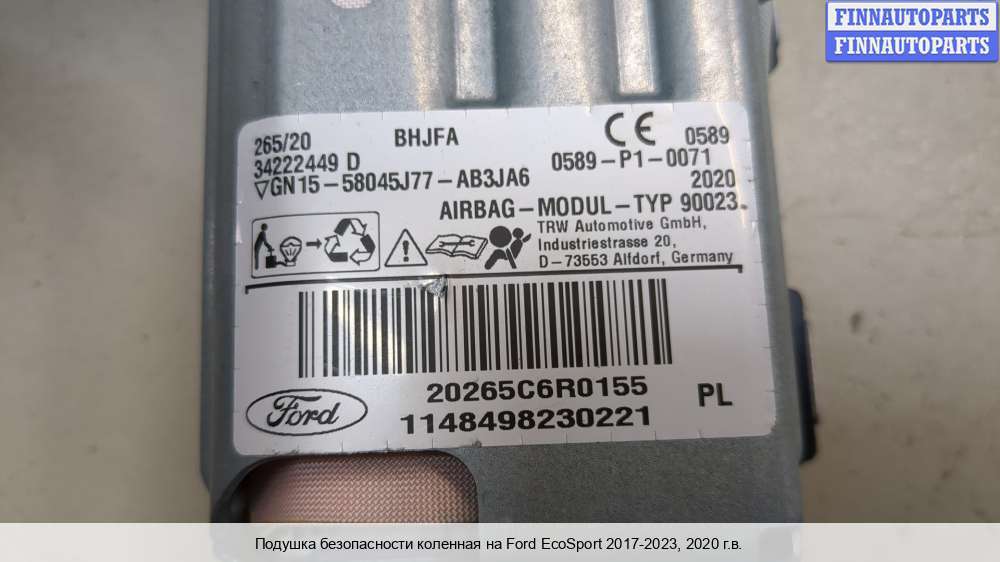 FINNAUTOPARTS
FINNAUTOPARTS
265/20 BHJFA CE 0589
34222449 D 0589-P1-0071
▽GN15-58045J77-AB3JA6 2020
AIRBAG-MODUL-TYP 90023.
TRW Automotive GmbH,
Industriestrasse 20,
D-73553 Alfdorf, Germany
20265C6R0155
1148498230221
PL
Ford
Подушка безопасности коленная на Ford EcoSport 2017-2023, 2020 г.в.